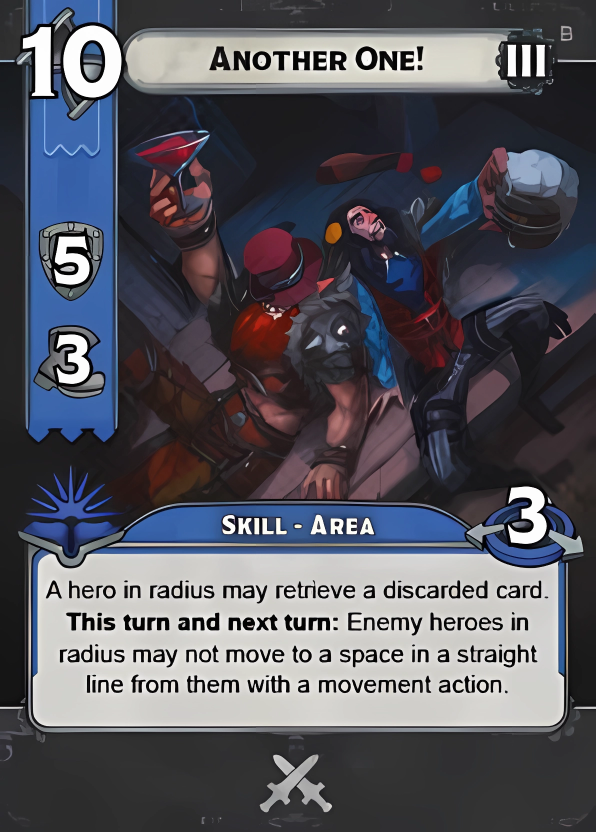 10
ANOTHER ONE!
III
B
5
3
SKILL - AREA
3
A hero in radius may retrieve a discarded card.
This turn and next turn: Enemy heroes in
radius may not move to a space in a straight
line from them with a movement action.